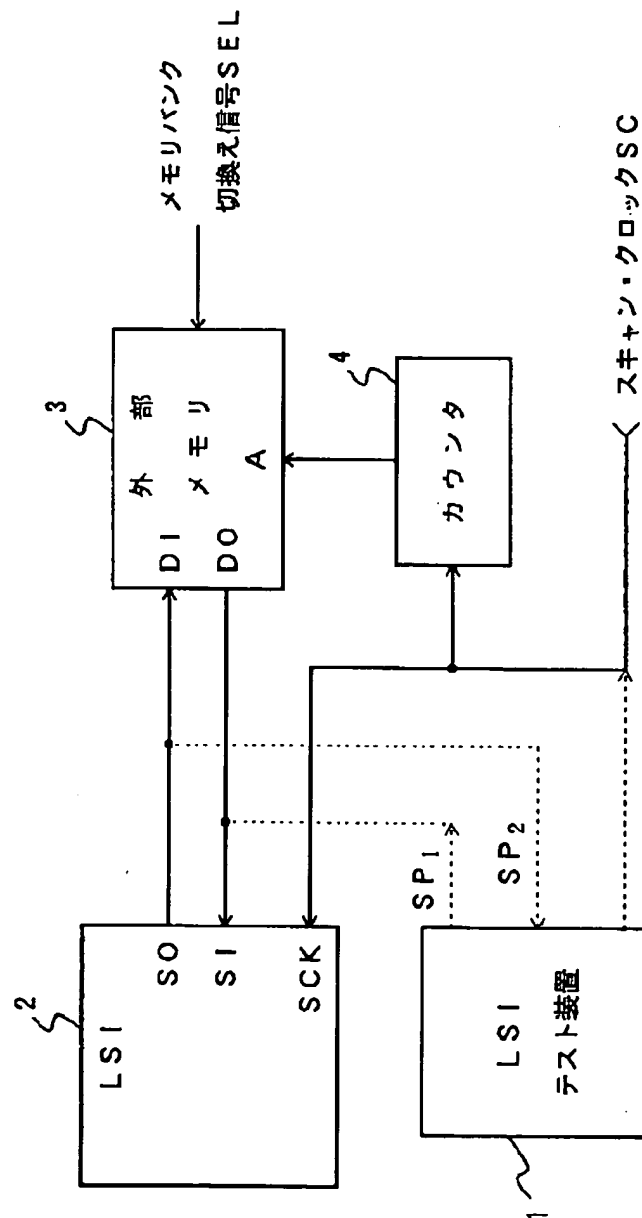 2
LSI
SO
SI
SCK
3
外部
メモリ
DI
DO
A
メモリバンク
切換え信号SEL
4
カウンタ
SP₁
SP₂
LSI
テスト装置
1
スキャン・クロックSC